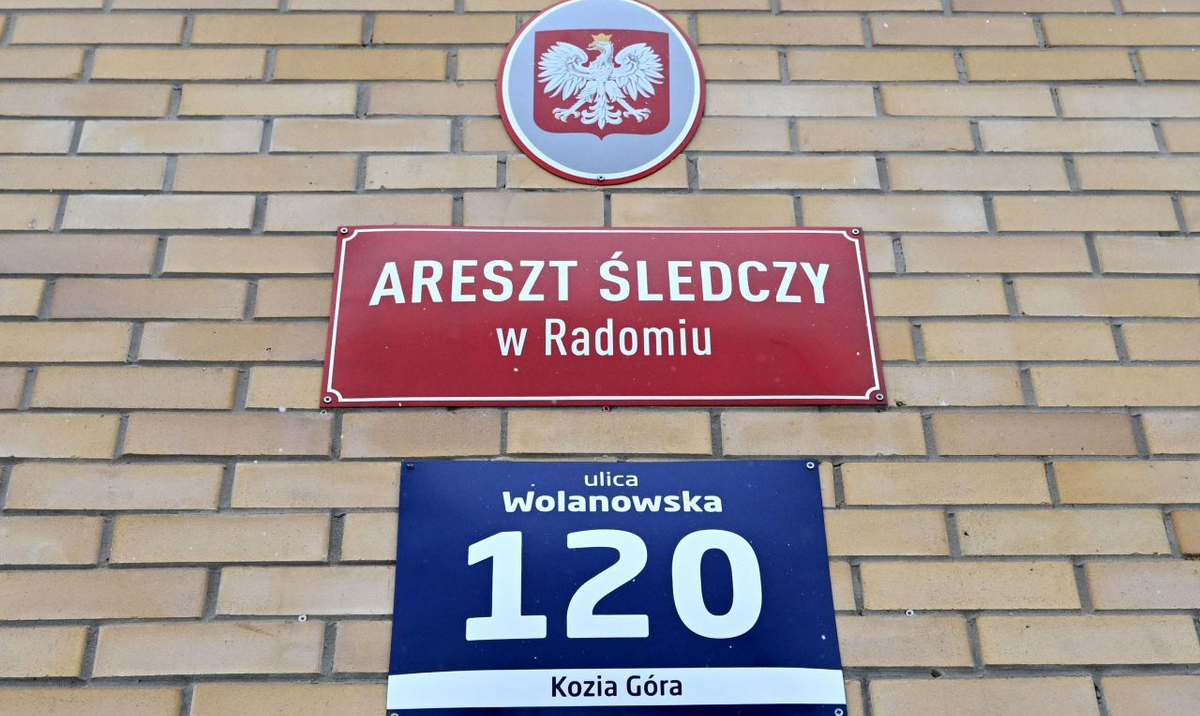 ARESZT ŚLEDCZY
w Radomiu
ulica
Wolanowska
120
Kozia Góra